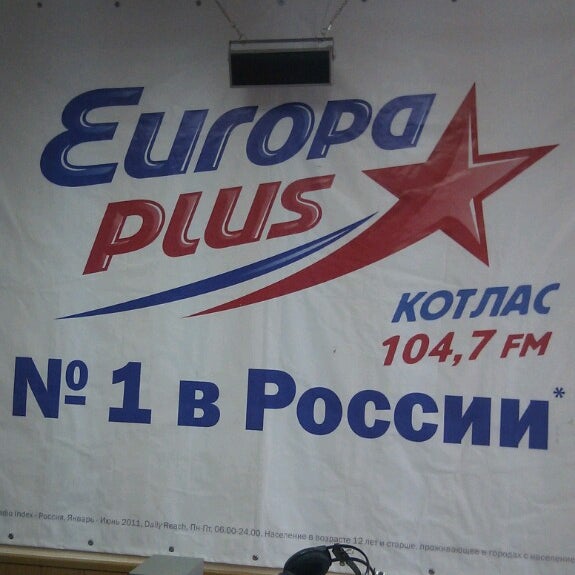 Europa
PLUS
КОТЛАС
104,7 FM
№ 1 в России*
Index - Россия, Январь - Июнь 2011, Daily Reach, Пн-Пт, 06:00-24:00. Население в возрасте 12 лет и старше, проживающее в городах с населением